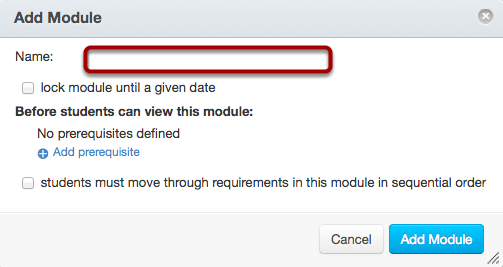 Add Module
Name:
lock module until a given date
Before students can view this module:
No prerequisites defined
Add prerequisite
students must move through requirements in this module in sequential order
Cancel
Add Module